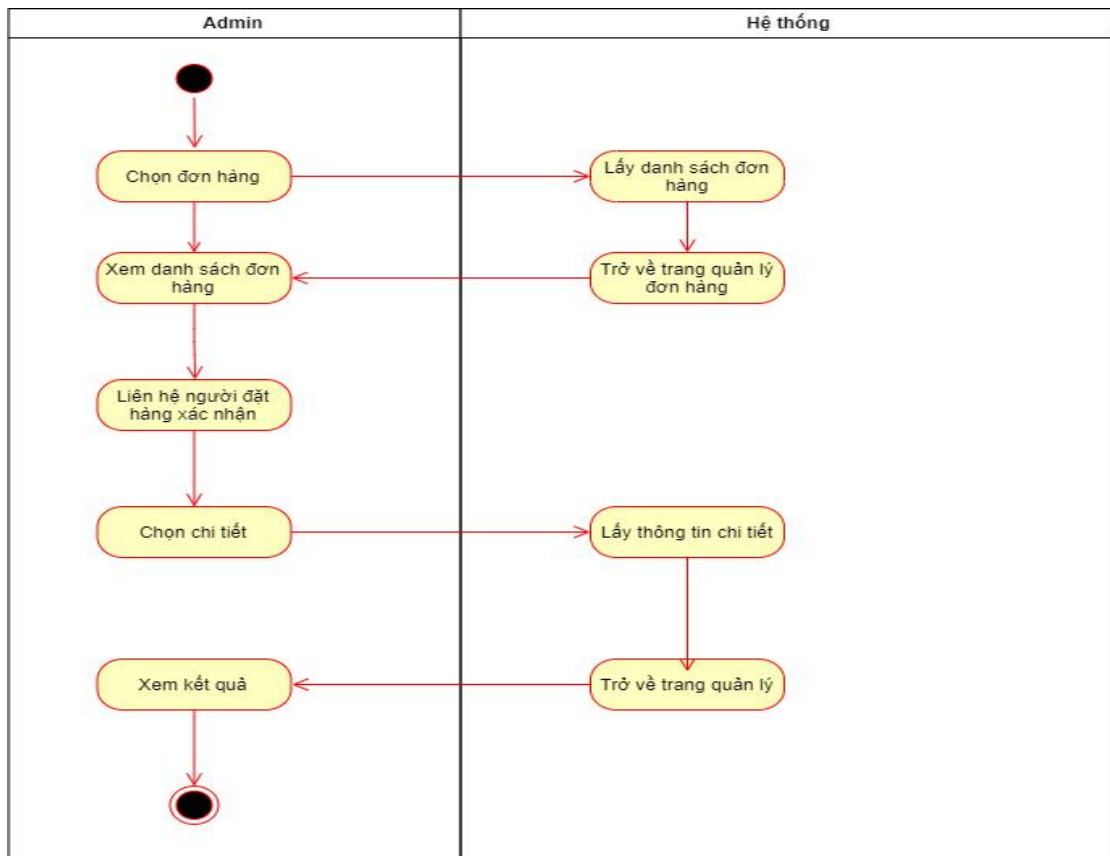 Admin
Hệ thống
Chọn đơn hàng
Lấy danh sách đơn
hàng
Xem danh sách đơn
hàng
Trở về trang quản lý
đơn hàng
Liên hệ người đặt
hàng xác nhận
Chọn chi tiết
Lấy thông tin chi tiết
Xem kết quả
Trở về trang quản lý